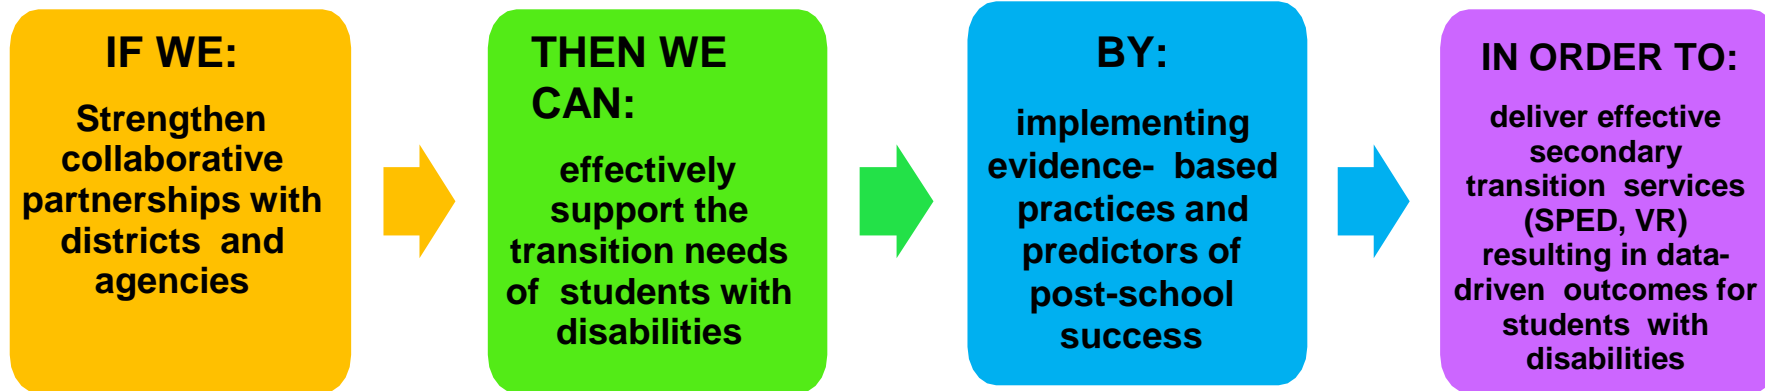 IF WE:
Strengthen
collaborative
partnerships with
districts and
agencies
THEN WE
CAN:
effectively
support the
transition needs
of students with
disabilities
BY:
implementing
evidence- based
practices and
predictors of
post-school
success
IN ORDER TO:
deliver effective
secondary
transition services
(SPED, VR)
resulting in data-
driven outcomes for
students with
disabilities